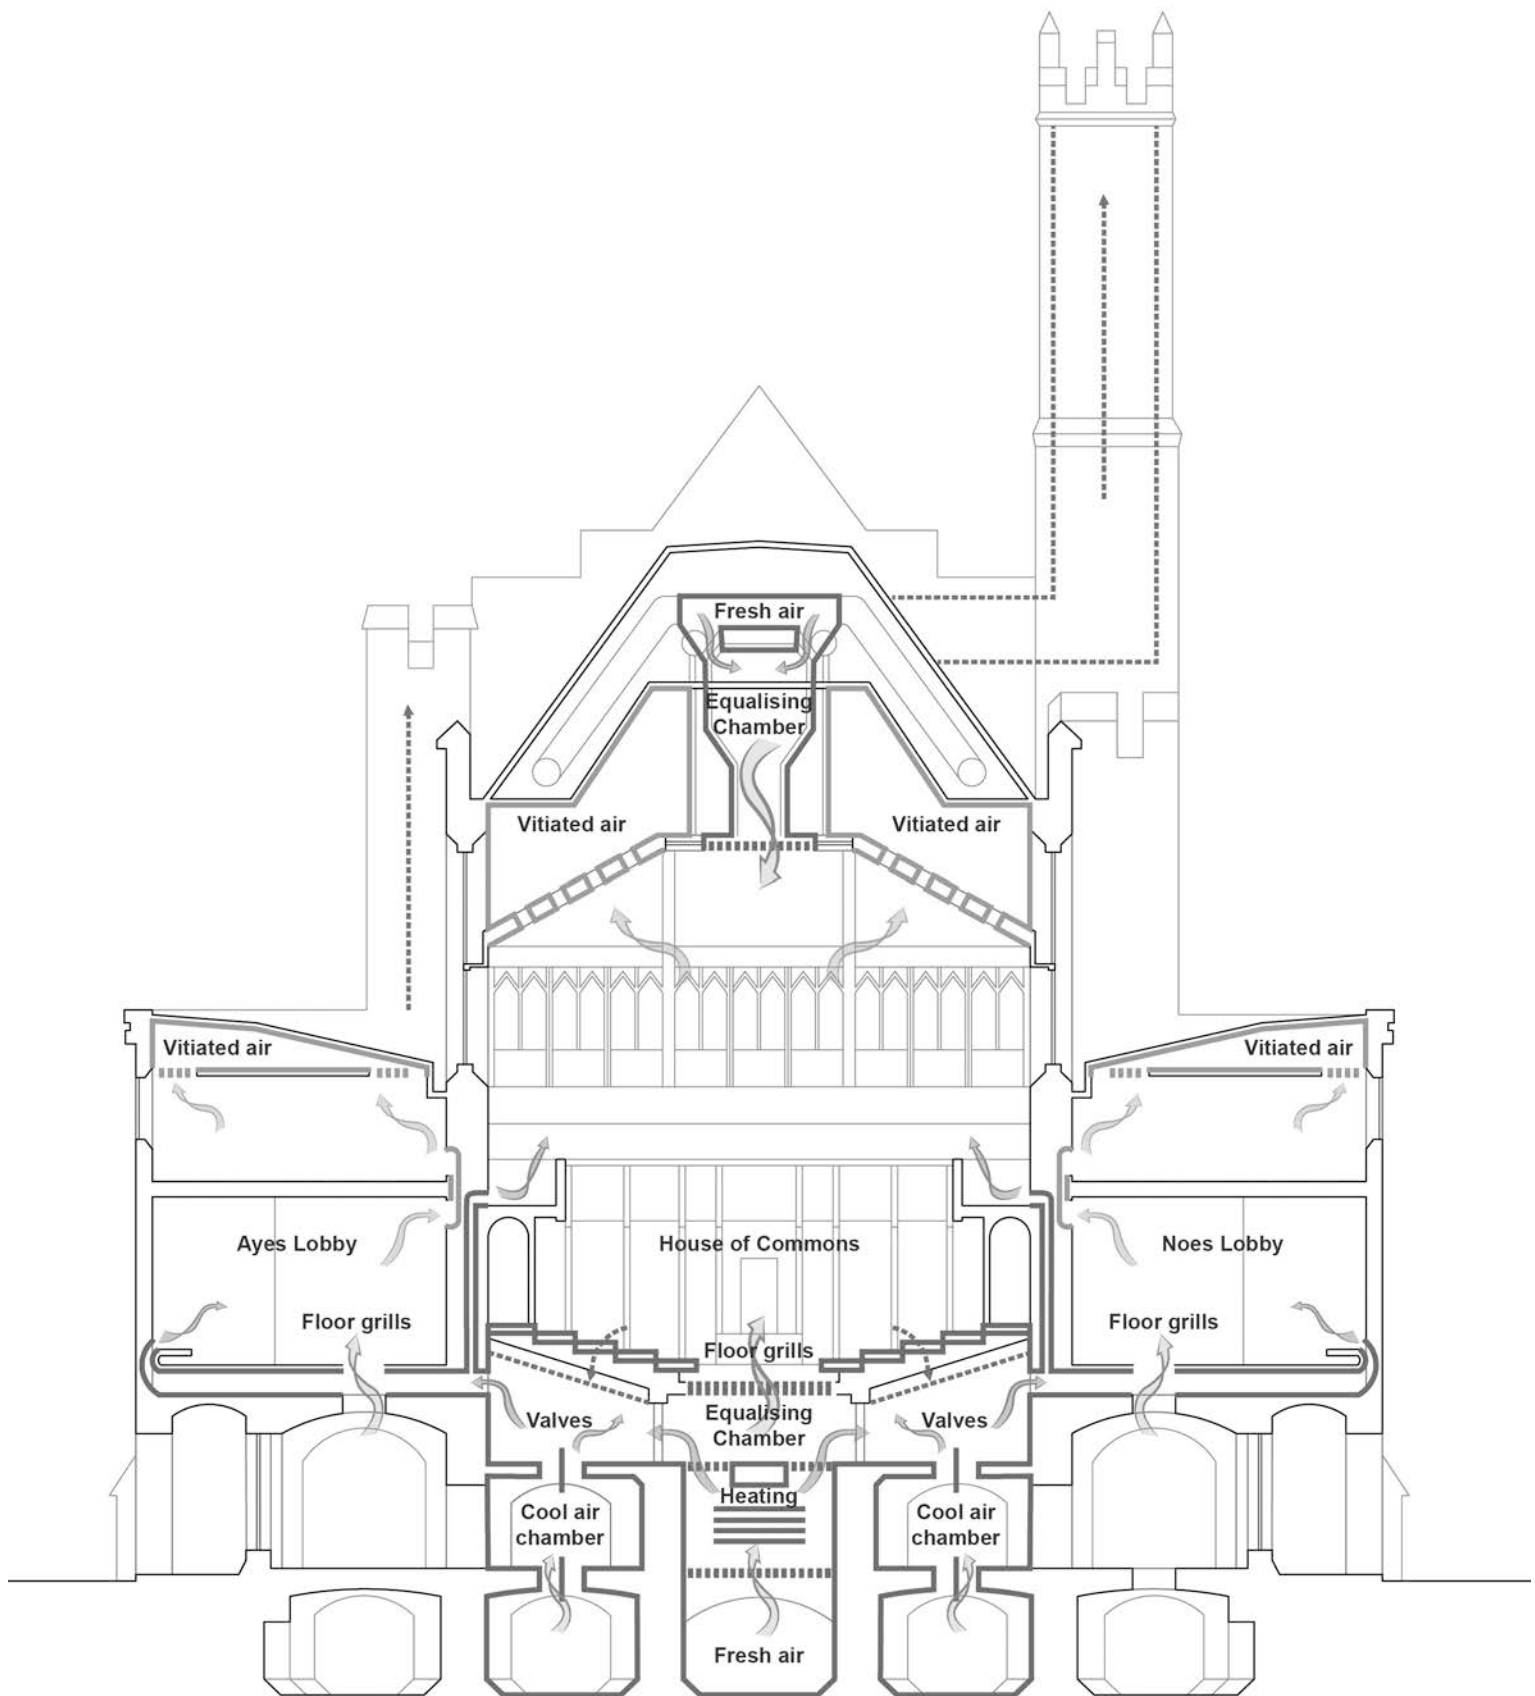 Fresh air
Equalising
Chamber
Vitiated air
Vitiated air
Vitiated air
Vitiated air
Ayes Lobby
House of Commons
Noes Lobby
Floor grills
Floor grills
Floor grills
Valves
Equalising
Chamber
Valves
Heating
Cool air
chamber
Cool air
chamber
Fresh air